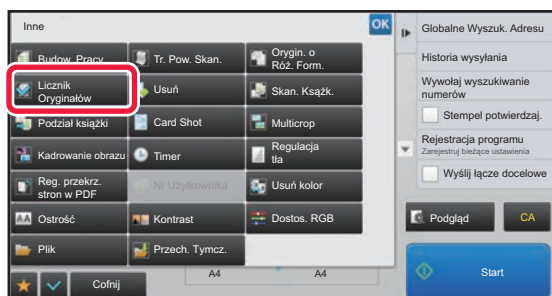 Inne
OK
Budow. Pracy
Tr. Pow. Skan.
Orygin. o
Róż. Form.
Licznik
Oryginałów
Usuń
Skan. Książk.
Podział książki
Card Shot
Multicrop
Kadrowanie obrazu
Timer
Regulacja
tła
Reg. przekrz.
stron w PDF
Nr Użytkownika
Usuń kolor
AA Ostrość
Kontrast
Dostos. RGB
Plik
Przech. Tymcz.
Cofnij
A4
A4
Globalne Wyszuk. Adresu
Historia wysyłania
Wywołaj wyszukiwanie
numerów
Stempel potwierdzaj.
Rejestracja programu
Zarejestruj bieżące ustawienia
Wyślij łącze docelowe
Podgląd
CA
Start